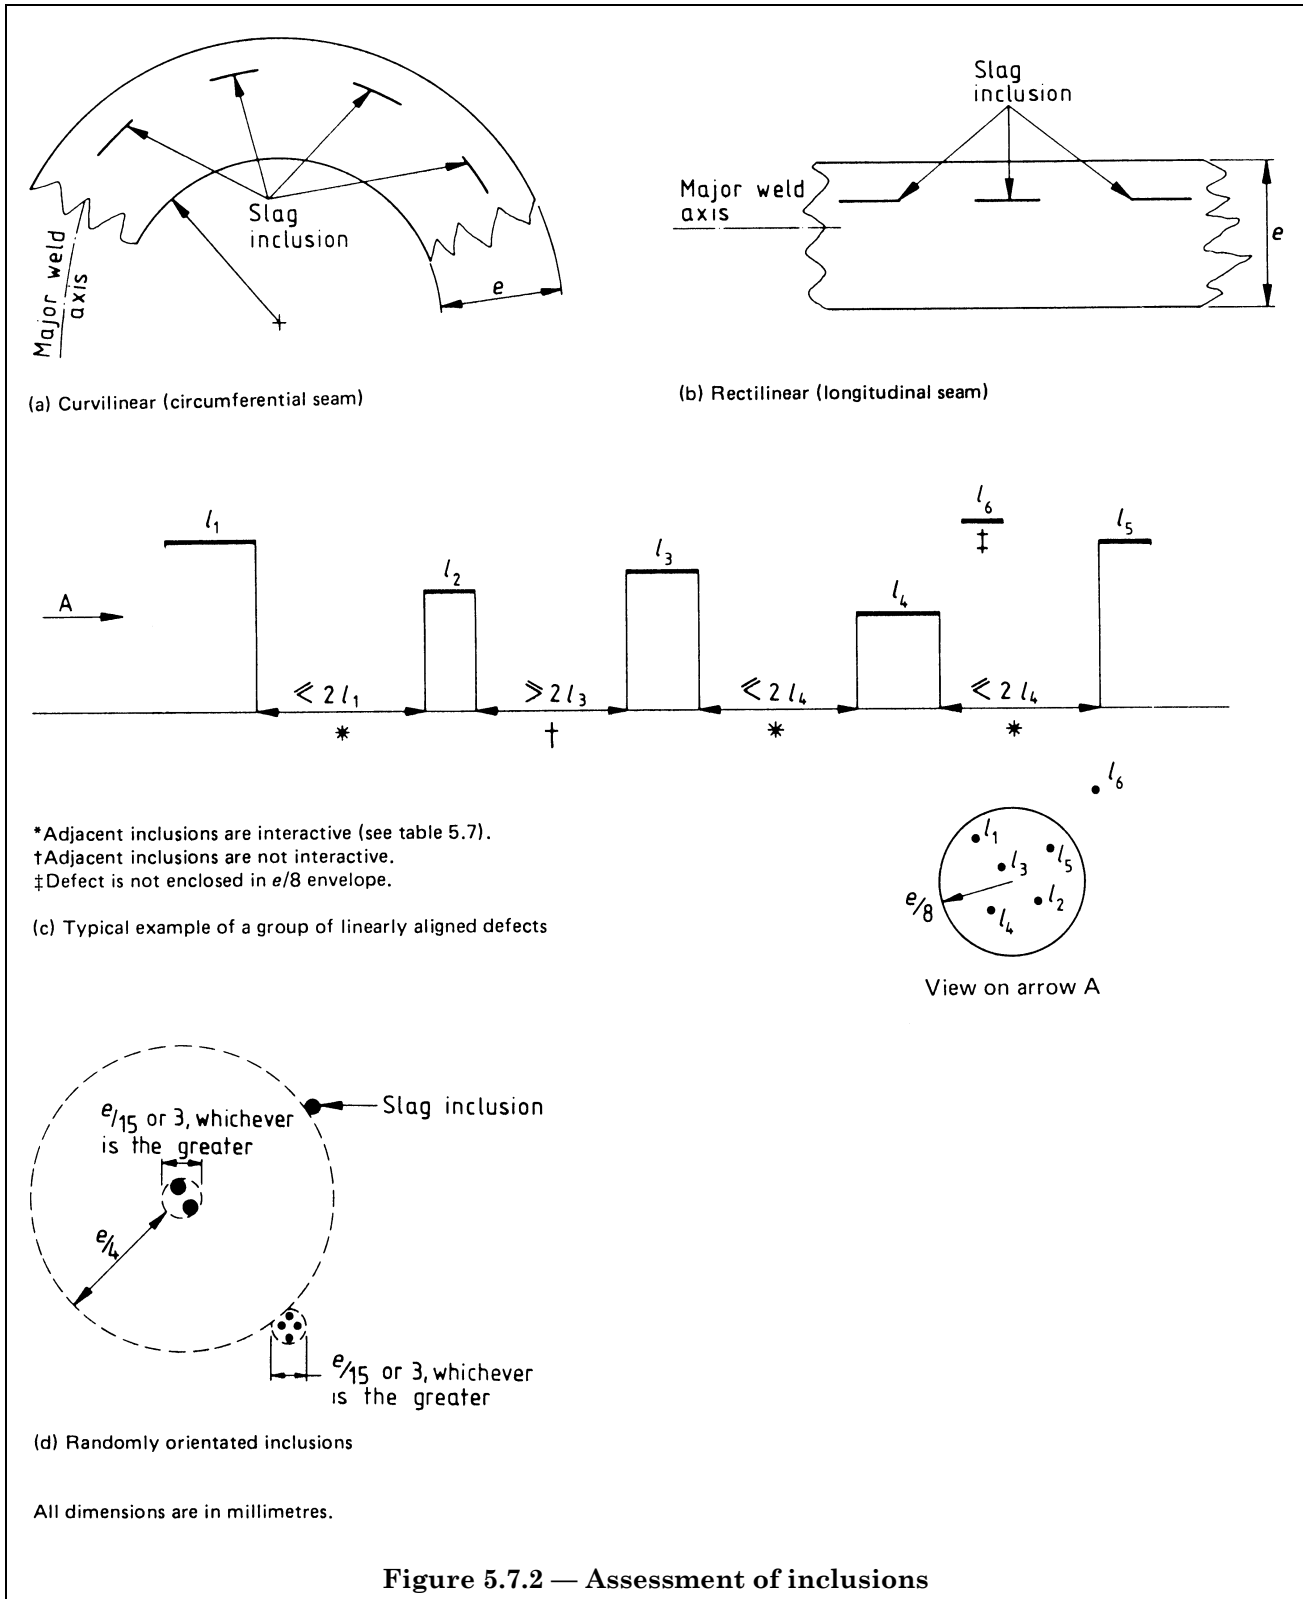 Slag
inclusion
Major weld
axis
e
(a) Curvilinear (circumferential seam)
Slag
inclusion
Major weld
axis
e
(b) Rectilinear (longitudinal seam)
l1
l2
l3
l4
l6
‡
l5
A
⩽ 2 l1
*
> 2 l3
†
⩽ 2 l4
*
⩽ 2 l4
*
*Adjacent inclusions are interactive (see table 5.7).
†Adjacent inclusions are not interactive.
‡Defect is not enclosed in e/8 envelope.
(c) Typical example of a group of linearly aligned defects
l6
l1
l5
l3
l2
l4
e/8
View on arrow A
e/15 or 3, whichever
is the greater
Slag inclusion
e/4
e/15 or 3, whichever
is the greater
(d) Randomly orientated inclusions
All dimensions are in millimetres.
Figure 5.7.2 — Assessment of inclusions